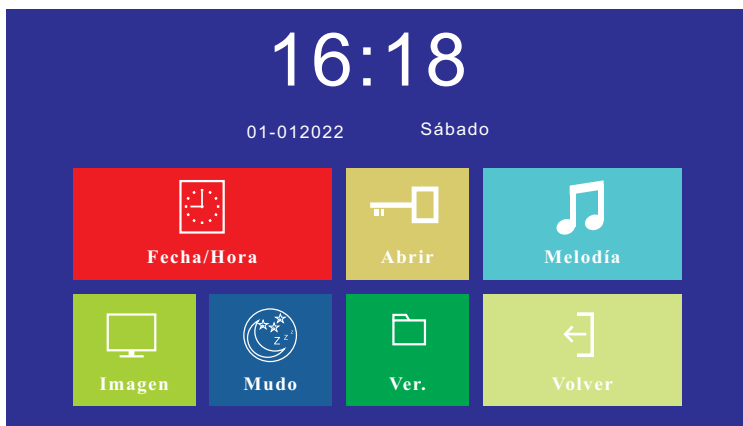 16:18
01-012022 Sábado
Fecha/Hora Abrir Melodía
z z z
Imagen Mudo Ver. Volver